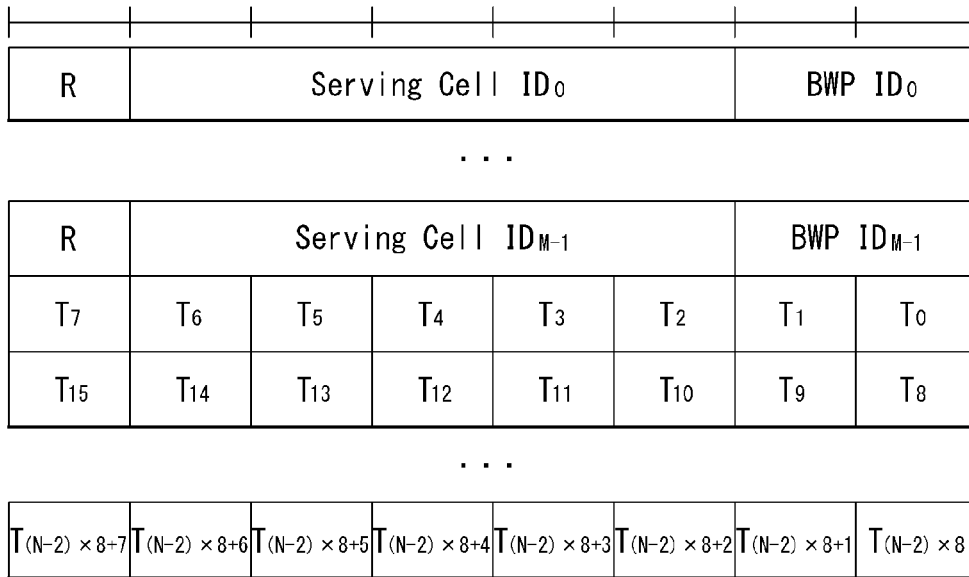 R Serving Cell ID₀ BWP ID₀
. . .
R Serving Cell ID_M-1 BWP ID_M-1
T₇ T₆ T₅ T₄ T₃ T₂ T₁ T₀
T₁₅ T₁₄ T₁₃ T₁₂ T₁₁ T₁₀ T₉ T₈
. . .
T(N-2)×8+7 T(N-2)×8+6 T(N-2)×8+5 T(N-2)×8+4 T(N-2)×8+3 T(N-2)×8+2 T(N-2)×8+1 T(N-2)×8